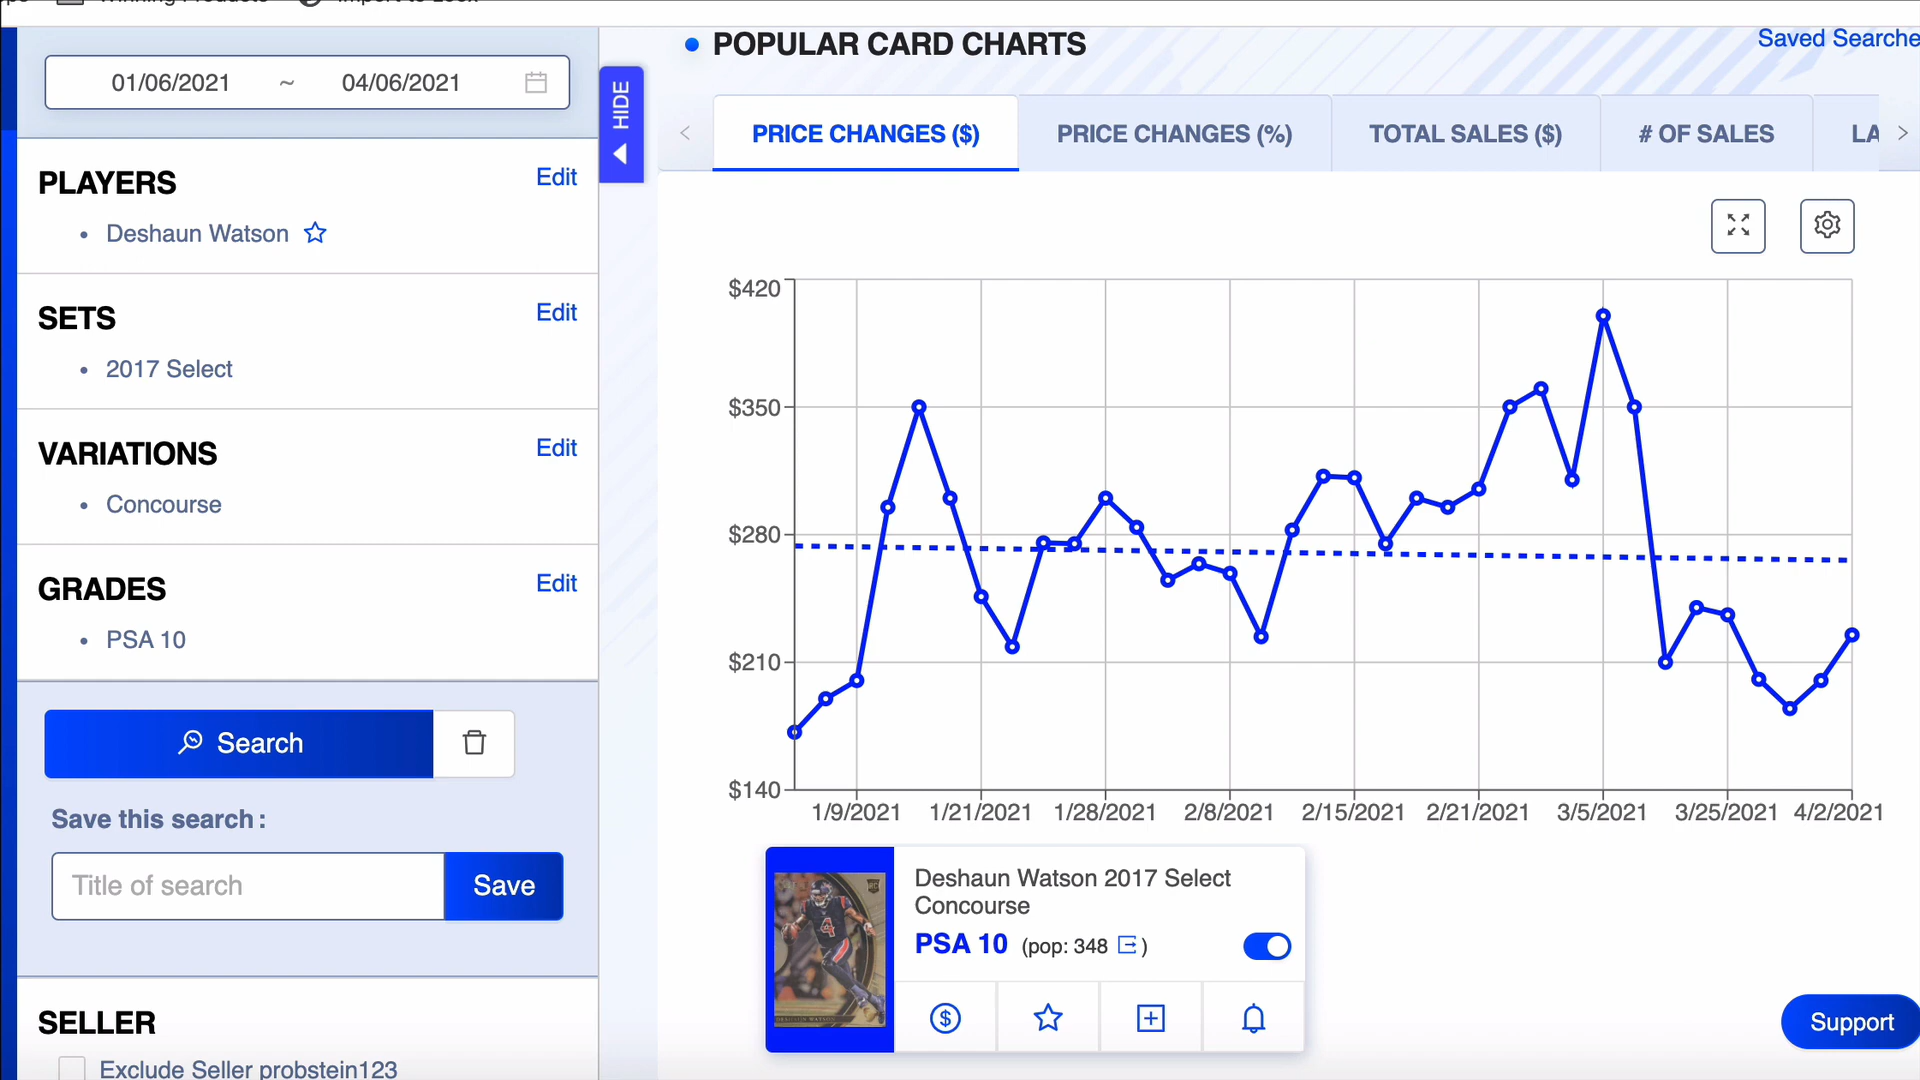 POPULAR CARD CHARTS
Saved Searche
01/06/2021 ~ 04/06/2021
HIDE
PRICE CHANGES ($)
PRICE CHANGES (%)
TOTAL SALES ($)
# OF SALES
LA
PLAYERS
Edit
Deshaun Watson
SETS
Edit
2017 Select
VARIATIONS
Edit
Concourse
GRADES
Edit
PSA 10
Search
Save this search :
Title of search
Save
SELLER
Exclude Seller probstein123
$420
$350
$280
$210
$140
1/9/2021 1/21/2021 1/28/2021 2/8/2021 2/15/2021 2/21/2021 3/5/2021 3/25/2021 4/2/2021
Deshaun Watson 2017 Select
Concourse
PSA 10 (pop: 348 )
Support